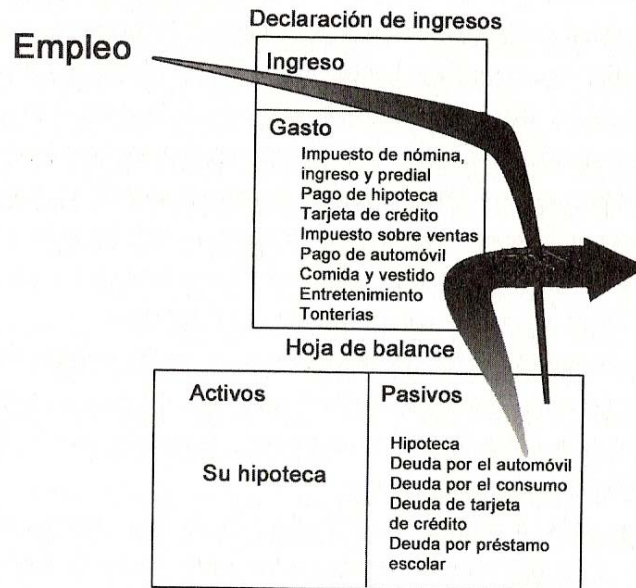 Declaración de ingresos
Empleo
Ingreso
Gasto
Impuesto de nómina,
ingreso y predial
Pago de hipoteca
Tarjeta de crédito
Impuesto sobre ventas
Pago de automóvil
Comida y vestido
Entretenimiento
Tonterías
Hoja de balance
Activos
Su hipoteca
Pasivos
Hipoteca
Deuda por el automóvil
Deuda por el consumo
Deuda de tarjeta
de crédito
Deuda por préstamo
escolar